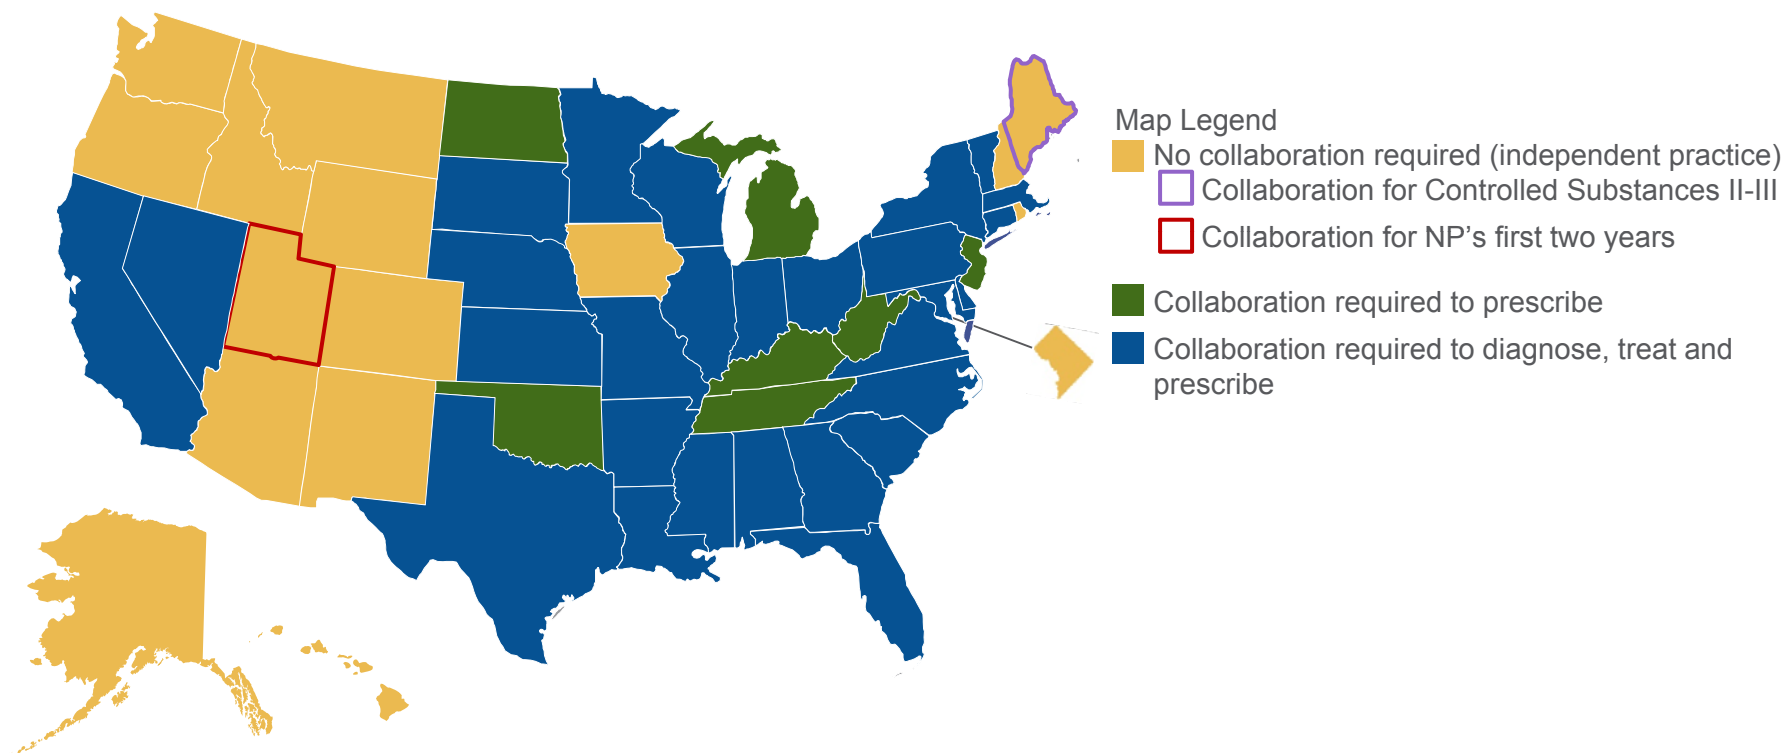 Map Legend
No collaboration required (independent practice)
Collaboration for Controlled Substances II-III
Collaboration for NP's first two years
Collaboration required to prescribe
Collaboration required to diagnose, treat and
prescribe